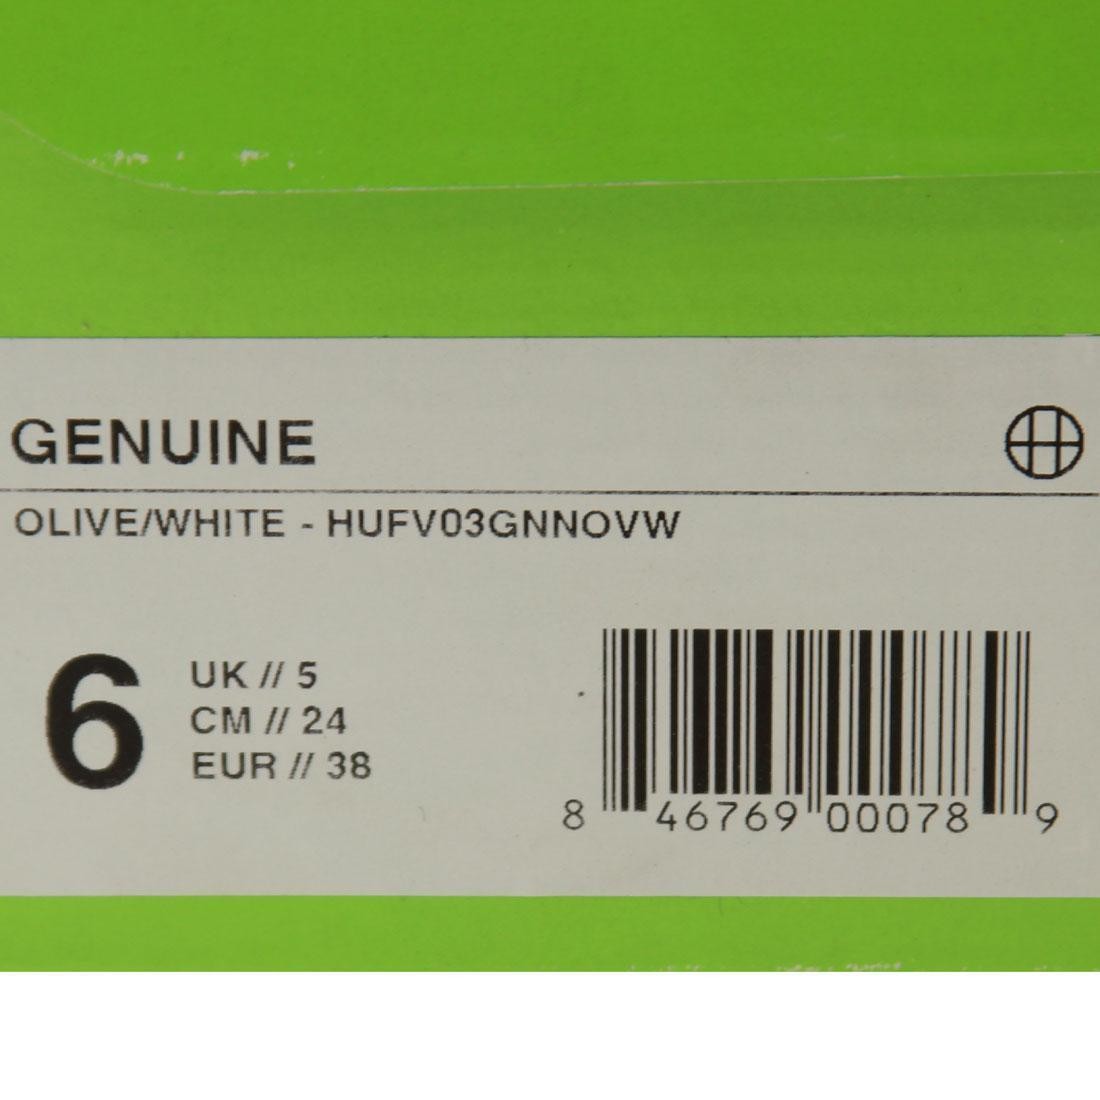 GENUINE
OLIVE/WHITE - HUFV03GNNOVW
6
UK // 5
CM // 24
EUR // 38
8 46769 00078 9